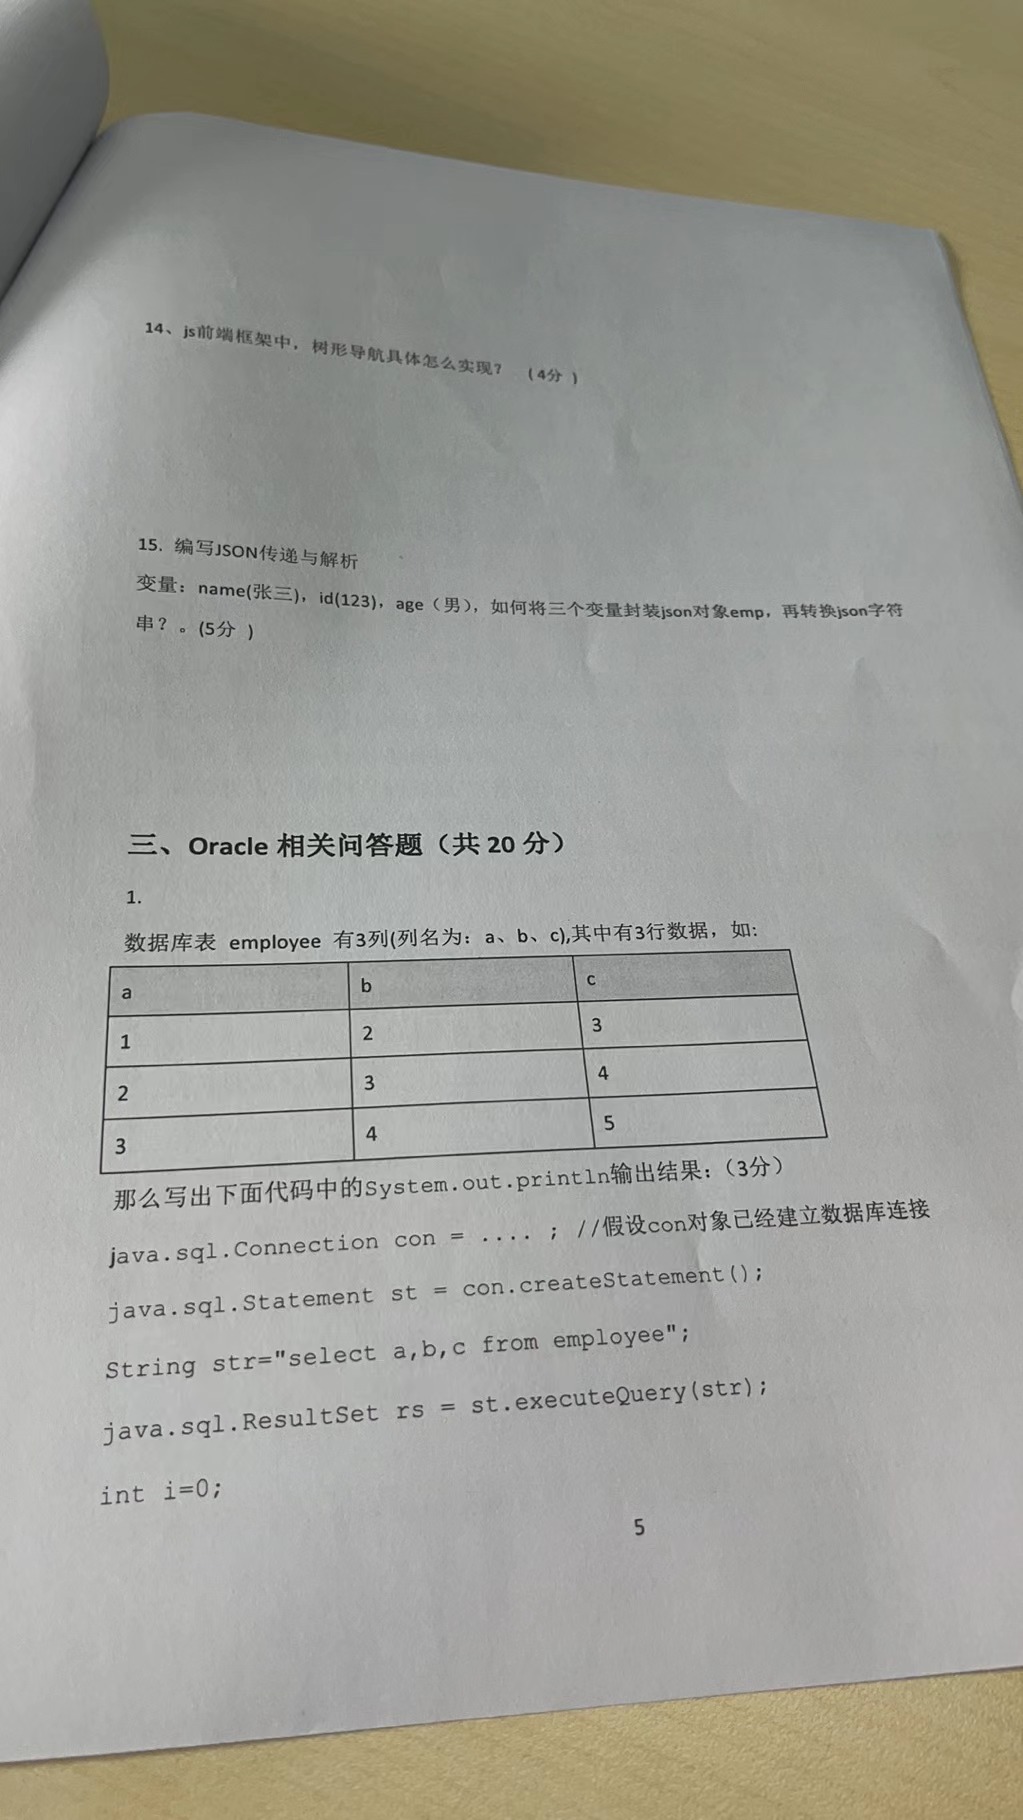 14、js前端框架中，树形导航具体怎么实现？ （4分 ）
15. 编写JSON传递与解析
变量：name(张三)，id(123)，age（男），如何将三个变量封装json对象emp，再转换json字符
串？。(5分 )
三、Oracle 相关问答题（共 20 分）
1.
数据库表 employee 有3列(列名为：a、b、c),其中有3行数据，如:
a b c
1 2 3
2 3 4
3 4 5
那么写出下面代码中的System.out.println输出结果：（3分）
java.sql.Connection con = .... ; //假设con对象已经建立数据库连接
java.sql.Statement st = con.createStatement();
String str="select a,b,c from employee";
java.sql.ResultSet rs = st.executeQuery(str);
int i=0;
5